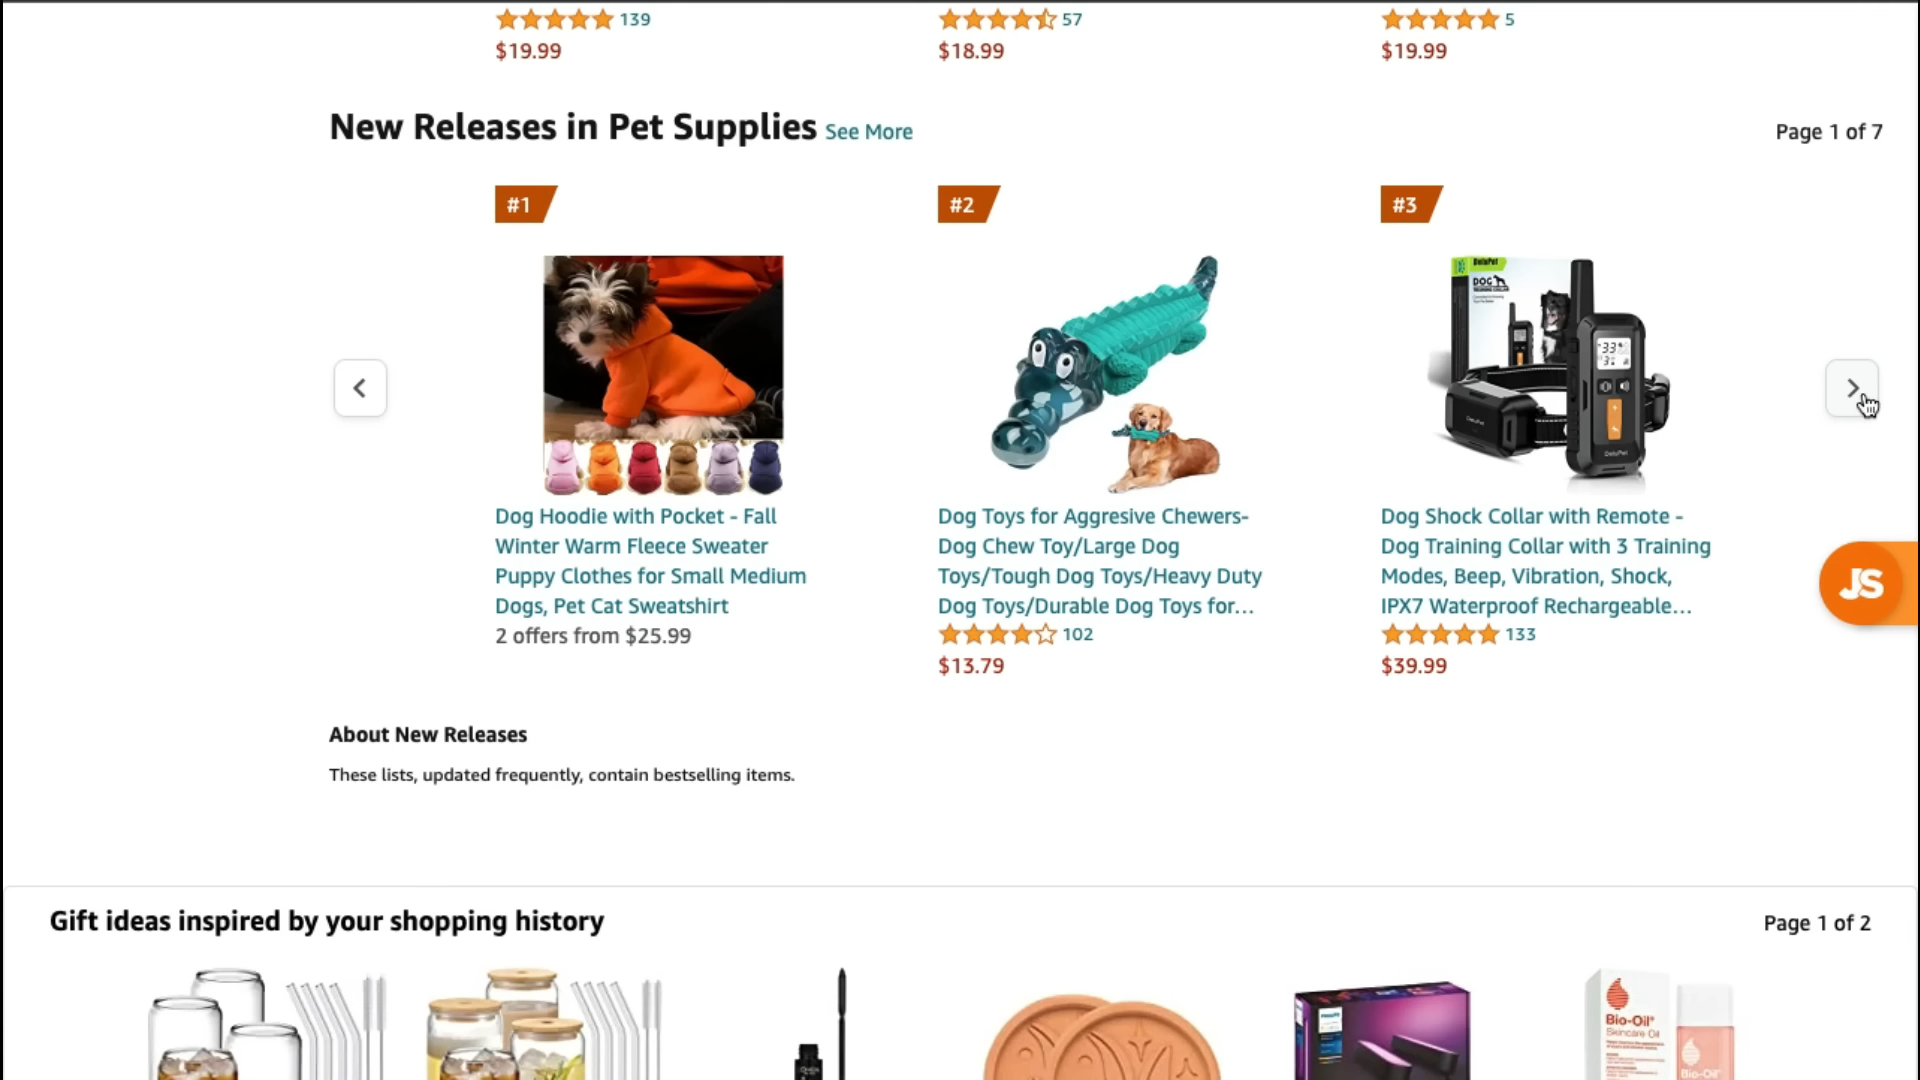 139 57 5
$19.99 $18.99 $19.99
New Releases in Pet Supplies See More Page 1 of 7
#1 #2 #3
DOG
33
Dog Hoodie with Pocket - Fall
Winter Warm Fleece Sweater
Puppy Clothes for Small Medium
Dogs, Pet Cat Sweatshirt
2 offers from $25.99
Dog Toys for Aggresive Chewers-
Dog Chew Toy/Large Dog
Toys/Tough Dog Toys/Heavy Duty
Dog Toys/Durable Dog Toys for...
102
$13.79
Dog Shock Collar with Remote -
Dog Training Collar with 3 Training
Modes, Beep, Vibration, Shock,
IPX7 Waterproof Rechargeable...
133
$39.99
JS
About New Releases
These lists, updated frequently, contain bestselling items.
Gift ideas inspired by your shopping history Page 1 of 2
Bio-Oil®
Skincare Oil
Bio-Oil